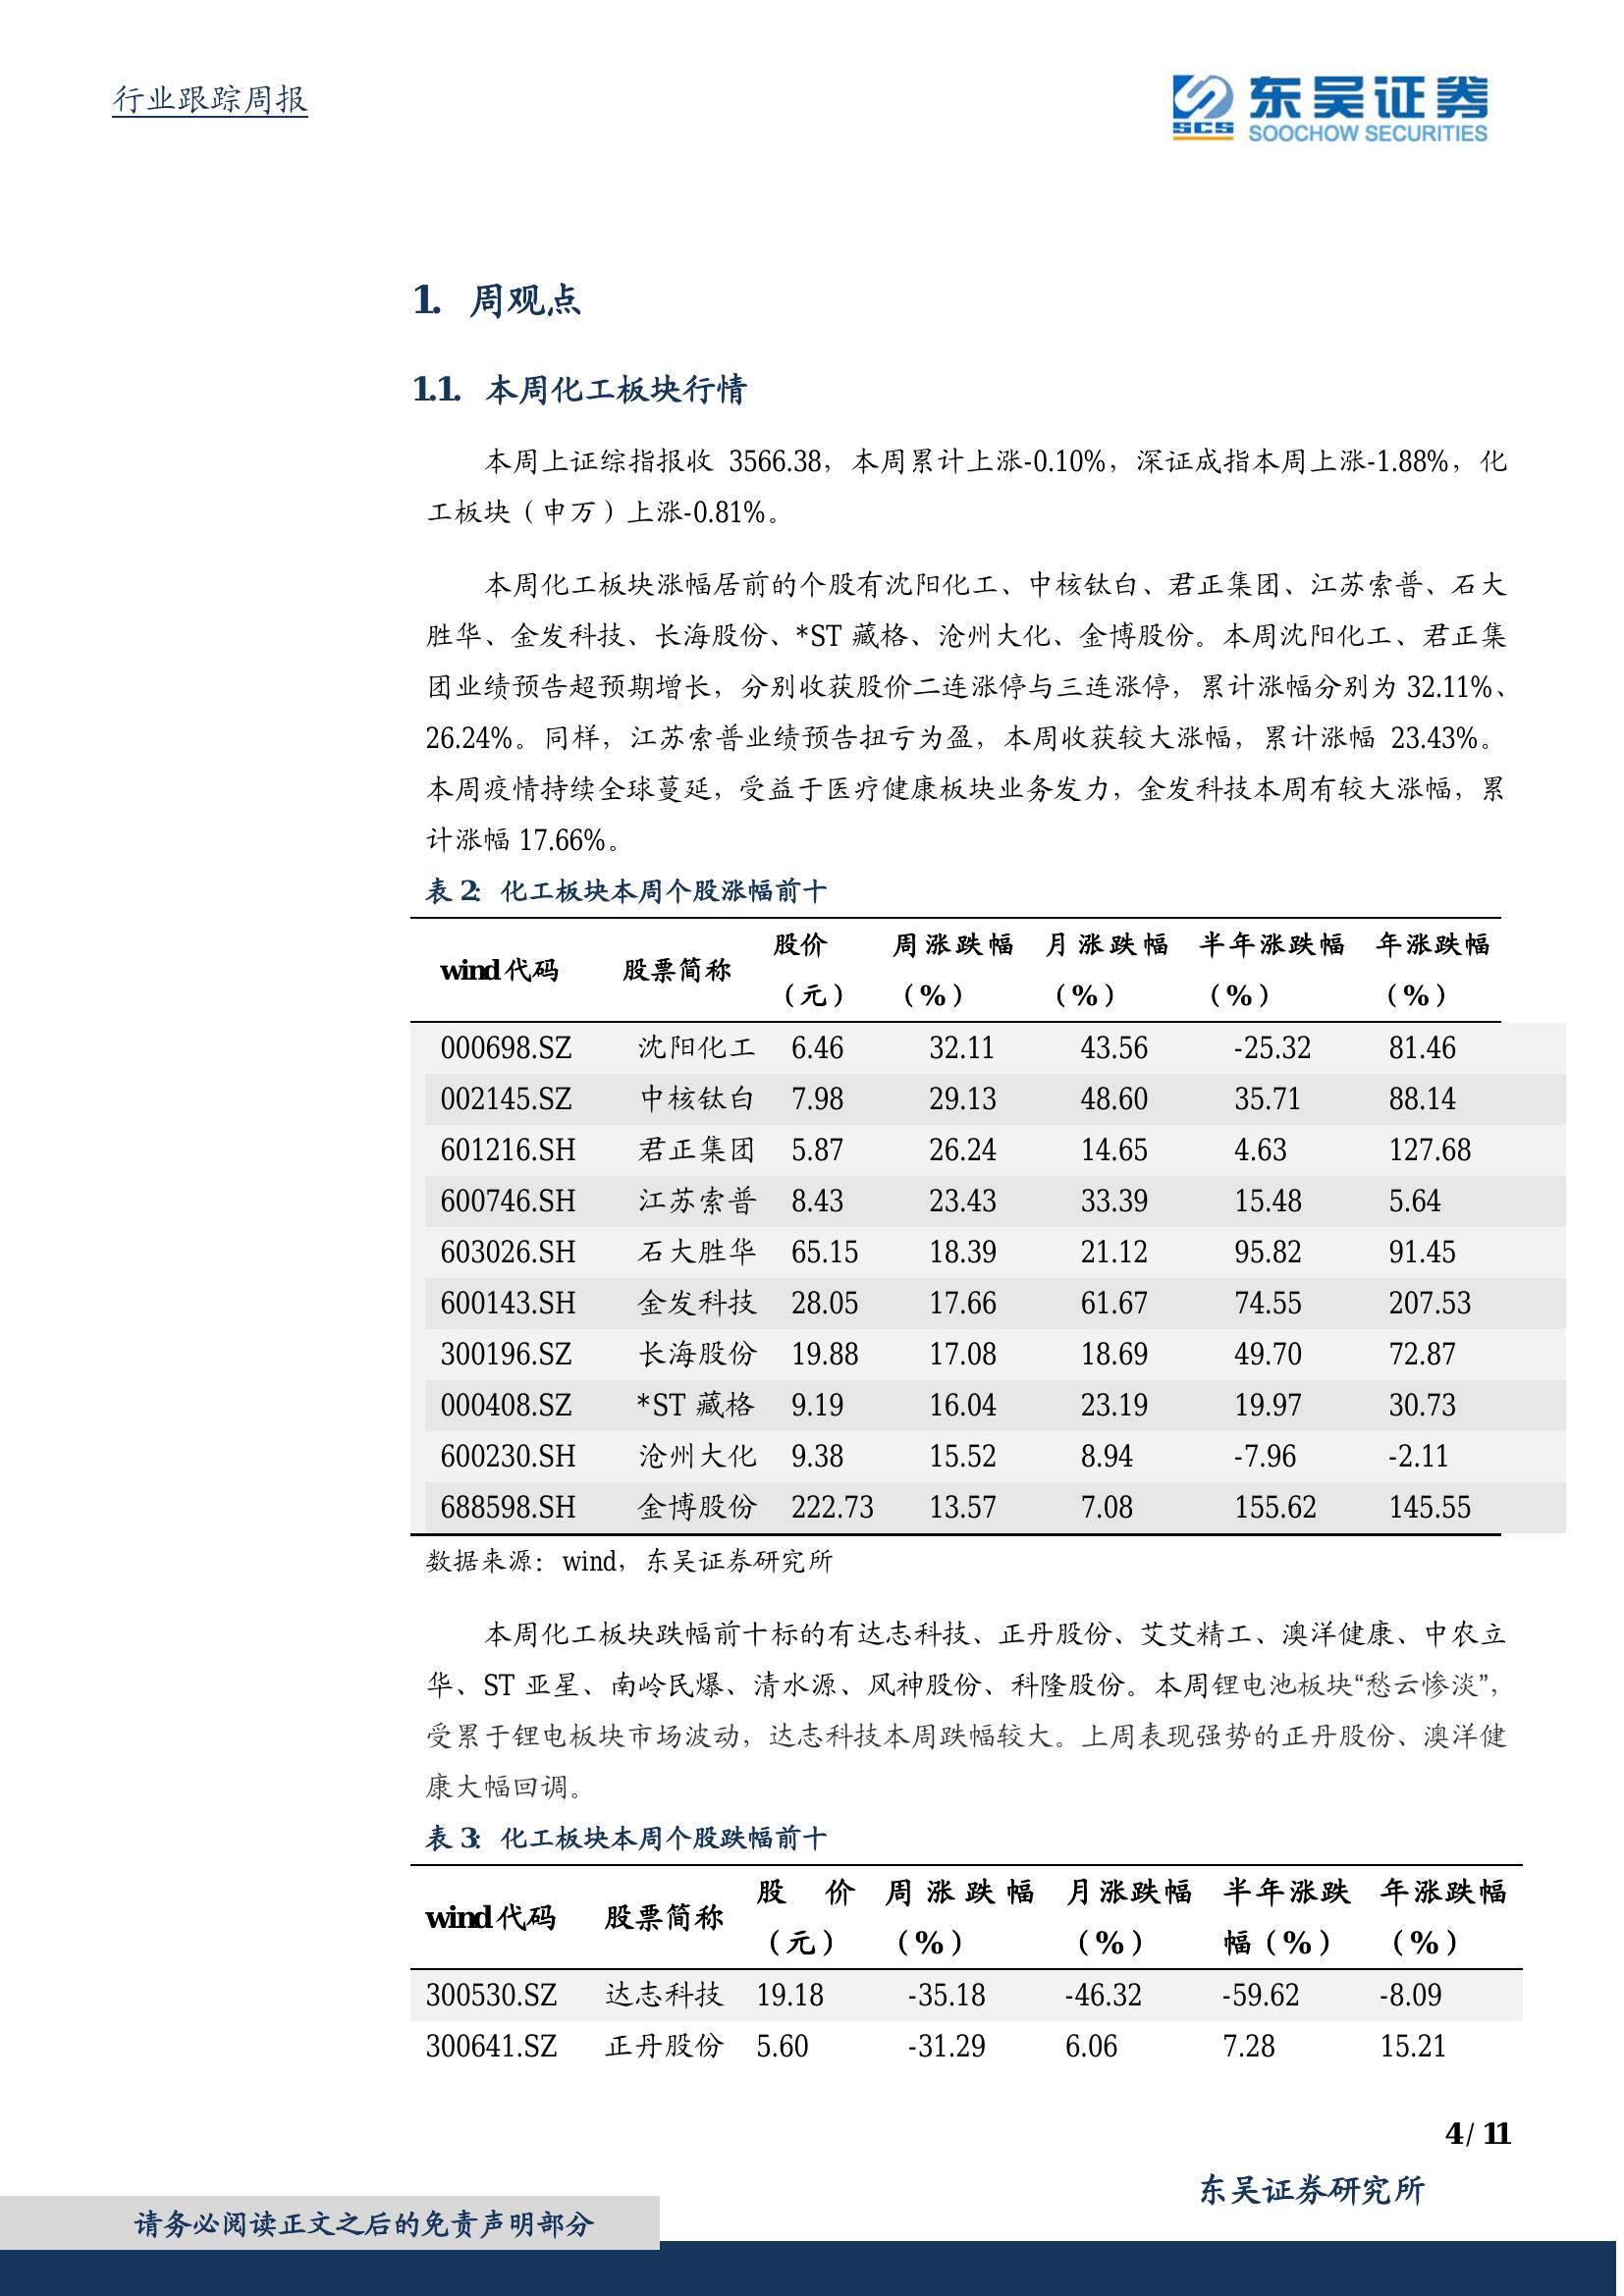 行业跟踪周报
SCS 东吴证券
SOOCHOW SECURITIES
1. 周观点
1.1. 本周化工板块行情
本周上证综指报收 3566.38，本周累计上涨-0.10%，深证成指本周上涨-1.88%，化
工板块（申万）上涨-0.81%。
本周化工板块涨幅居前的个股有沈阳化工、中核钛白、君正集团、江苏索普、石大
胜华、金发科技、长海股份、*ST 藏格、沧州大化、金博股份。本周沈阳化工、君正集
团业绩预告超预期增长，分别收获股价二连涨停与三连涨停，累计涨幅分别为 32.11%、
26.24%。同样，江苏索普业绩预告扭亏为盈，本周收获较大涨幅，累计涨幅 23.43%。
本周疫情持续全球蔓延，受益于医疗健康板块业务发力，金发科技本周有较大涨幅，累
计涨幅 17.66%。
表 2：化工板块本周个股涨幅前十
wind 代码 股票简称 股价（元） 周涨跌幅（%） 月涨跌幅（%） 半年涨跌幅（%） 年涨跌幅（%）
000698.SZ 沈阳化工 6.46 32.11 43.56 -25.32 81.46
002145.SZ 中核钛白 7.98 29.13 48.60 35.71 88.14
601216.SH 君正集团 5.87 26.24 14.65 4.63 127.68
600746.SH 江苏索普 8.43 23.43 33.39 15.48 5.64
603026.SH 石大胜华 65.15 18.39 21.12 95.82 91.45
600143.SH 金发科技 28.05 17.66 61.67 74.55 207.53
300196.SZ 长海股份 19.88 17.08 18.69 49.70 72.87
000408.SZ *ST 藏格 9.19 16.04 23.19 19.97 30.73
600230.SH 沧州大化 9.38 15.52 8.94 -7.96 -2.11
688598.SH 金博股份 222.73 13.57 7.08 155.62 145.55
数据来源：wind，东吴证券研究所
本周化工板块跌幅前十标的有达志科技、正丹股份、艾艾精工、澳洋健康、中农立
华、ST 亚星、南岭民爆、清水源、风神股份、科隆股份。本周锂电池板块“愁云惨淡”，
受累于锂电板块市场波动，达志科技本周跌幅较大。上周表现强势的正丹股份、澳洋健
康大幅回调。
表 3：化工板块本周个股跌幅前十
wind 代码 股票简称 股价（元） 周涨跌幅（%） 月涨跌幅（%） 半年涨跌幅（%） 年涨跌幅（%）
300530.SZ 达志科技 19.18 -35.18 -46.32 -59.62 -8.09
300641.SZ 正丹股份 5.60 -31.29 6.06 7.28 15.21
4 / 11
东吴证券研究所
请务必阅读正文之后的免责声明部分